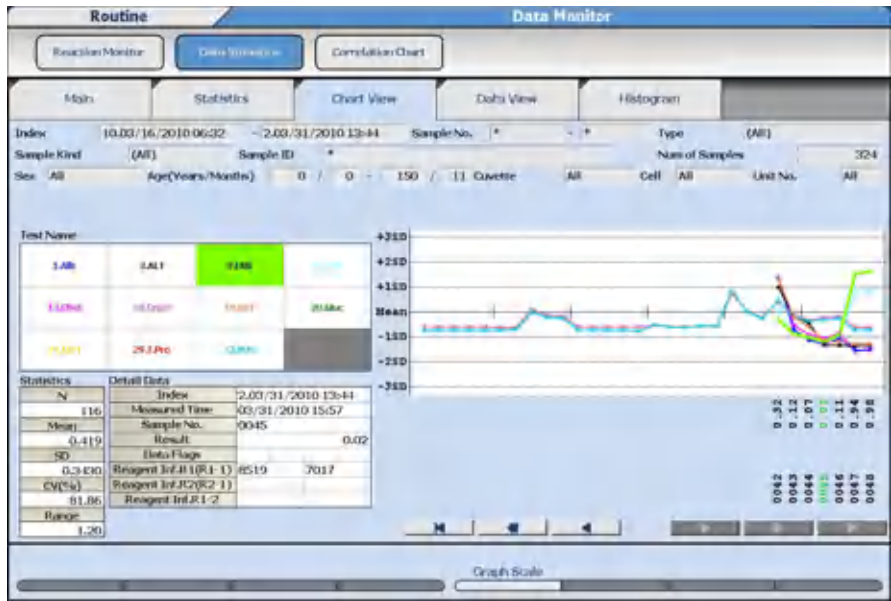 Routine Data Monitor
Reaction Monitor Data Statistics Correlation Chart
Main Statistics Chart View Data View Histogram
Index 10.03/16/2010 06:32 - 2.03/31/2010 13:44 Sample No. * - * Type (All)
Sample Kind (All) Sample ID * Num of Samples 324
Sex All Age(Years/Months) 0 / 0 - 150 / 11 Cuvette All Cell All Unit No. All
Test Name
1.Alb 3.ALT
20.Gluc
29.T.Pro
+3SD
+2SD
+1SD
Mean
-1SD
-2SD
-3SD
Statistics Detail Data
N Index 2.03/31/2010 13:44
116 Measured Time 03/31/2010 15:57
Mean Sample No. 0045
0.419 Result 0.02
SD Data Flags
0.3430 Reagent Inf.R1(R1-1) 8519 7017
CV(%) Reagent Inf.R2(R2-1)
81.86 Reagent Inf.R1-2
Range
1.20
0.32 0.12 0.07 0.02 0.11 0.94 0.98
0042 0043 0044 0045 0046 0047 0048
Graph Scale